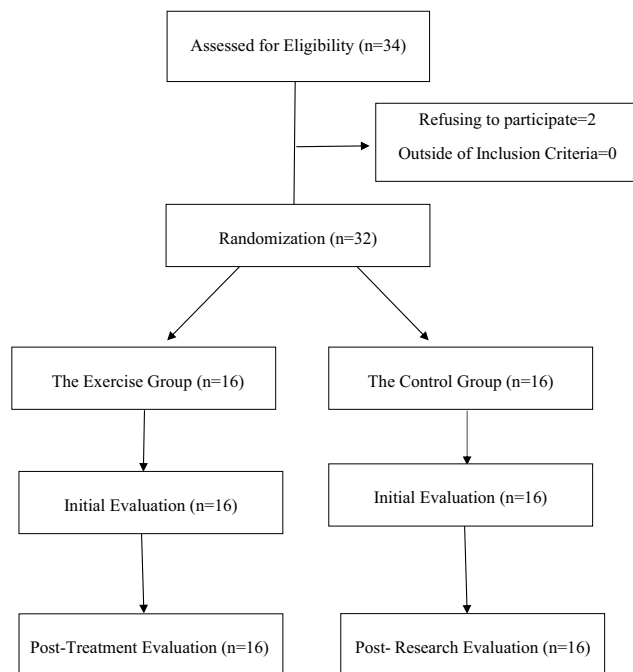 Assessed for Eligibility (n=34)
Refusing to participate=2
Outside of Inclusion Criteria=0
Randomization (n=32)
The Exercise Group (n=16)
The Control Group (n=16)
Initial Evaluation (n=16)
Initial Evaluation (n=16)
Post-Treatment Evaluation (n=16)
Post- Research Evaluation (n=16)